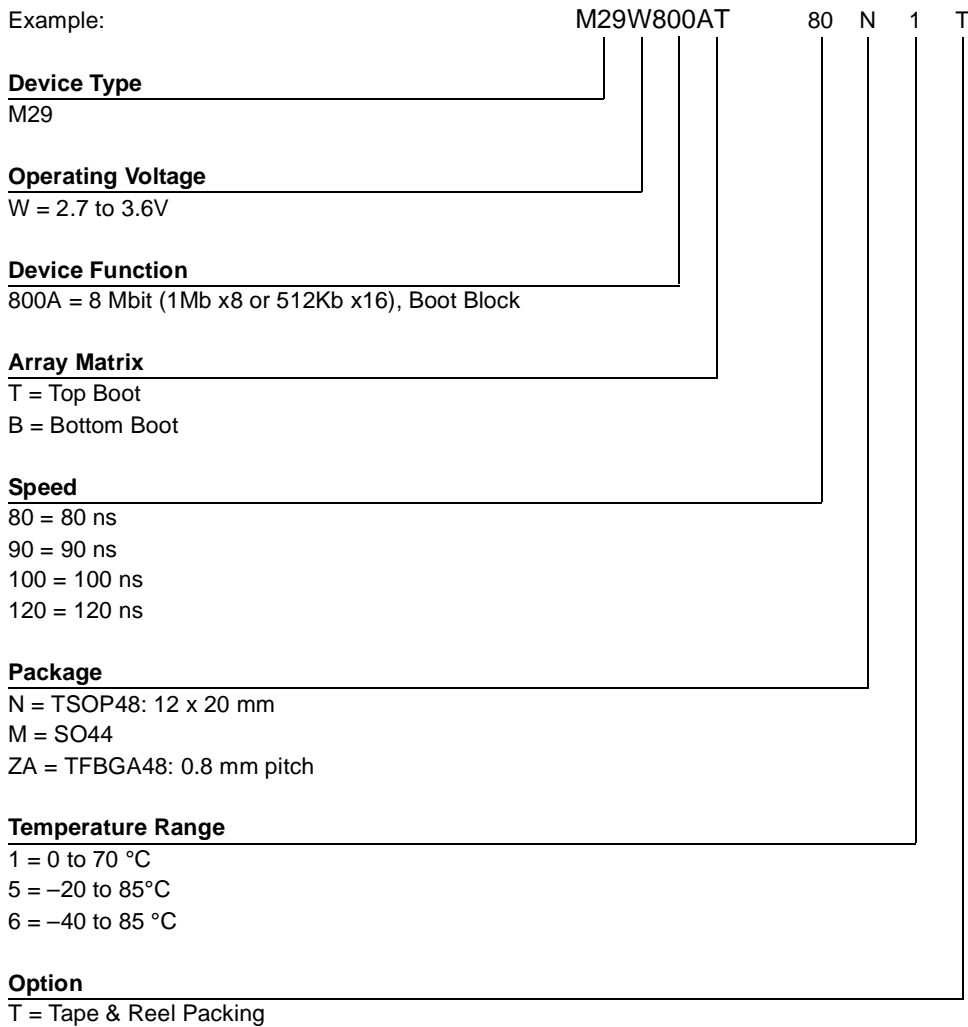 Example: M29W800AT 80 N 1 T
Device Type
M29
Operating Voltage
W = 2.7 to 3.6V
Device Function
800A = 8 Mbit (1Mb x8 or 512Kb x16), Boot Block
Array Matrix
T = Top Boot
B = Bottom Boot
Speed
80 = 80 ns
90 = 90 ns
100 = 100 ns
120 = 120 ns
Package
N = TSOP48: 12 x 20 mm
M = SO44
ZA = TFBGA48: 0.8 mm pitch
Temperature Range
1 = 0 to 70 °C
5 = –20 to 85°C
6 = –40 to 85 °C
Option
T = Tape & Reel Packing